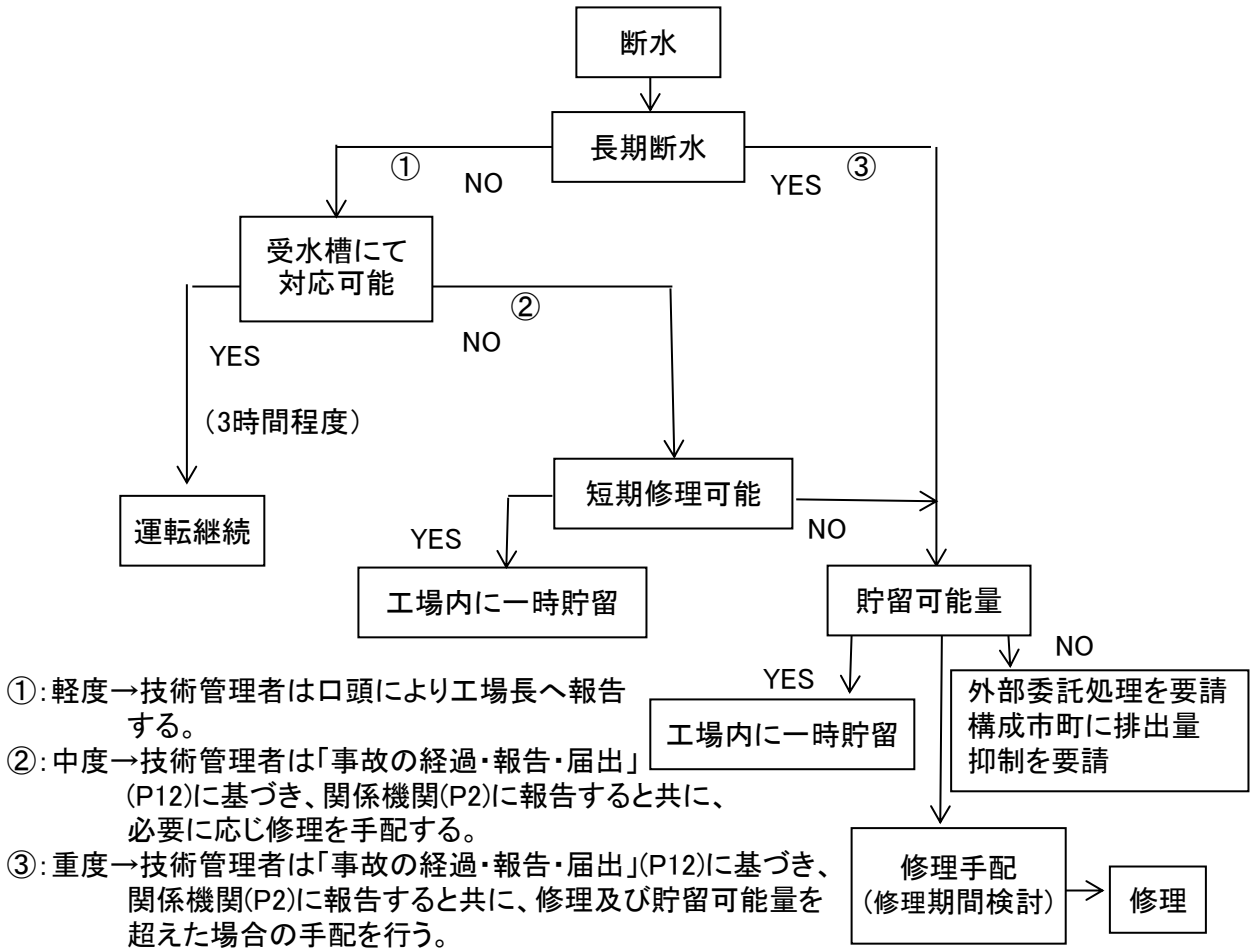 断水
長期断水
①
NO
YES
③
受水槽にて
対応可能
②
NO
YES
(3時間程度)
短期修理可能
運転継続
YES
NO
工場内に一時貯留
貯留可能量
YES
NO
工場内に一時貯留
外部委託処理を要請
構成市町に排出量
抑制を要請
修理手配
(修理期間検討)
修理
①:軽度→技術管理者は口頭により工場長へ報告
する。
②:中度→技術管理者は「事故の経過・報告・届出」
(P12)に基づき、関係機関(P2)に報告すると共に、
必要に応じ修理を手配する。
③:重度→技術管理者は「事故の経過・報告・届出」(P12)に基づき、
関係機関(P2)に報告すると共に、修理及び貯留可能量を
超えた場合の手配を行う。